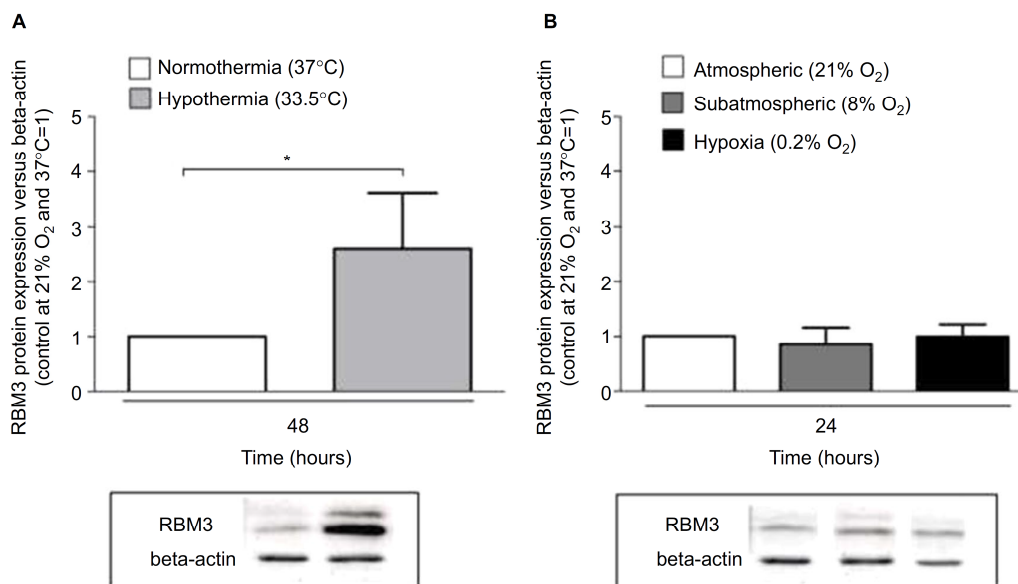 A
Normothermia (37°C)
Hypothermia (33.5°C)
RBM3 protein expression versus beta-actin
(control at 21% O₂ and 37°C=1)
5
4
3
2
1
0
*
48
Time (hours)
RBM3
beta-actin
B
Atmospheric (21% O₂)
Subatmospheric (8% O₂)
Hypoxia (0.2% O₂)
RBM3 protein expression versus beta-actin
(control at 21% O₂ and 37°C=1)
5
4
3
2
1
0
24
Time (hours)
RBM3
beta-actin